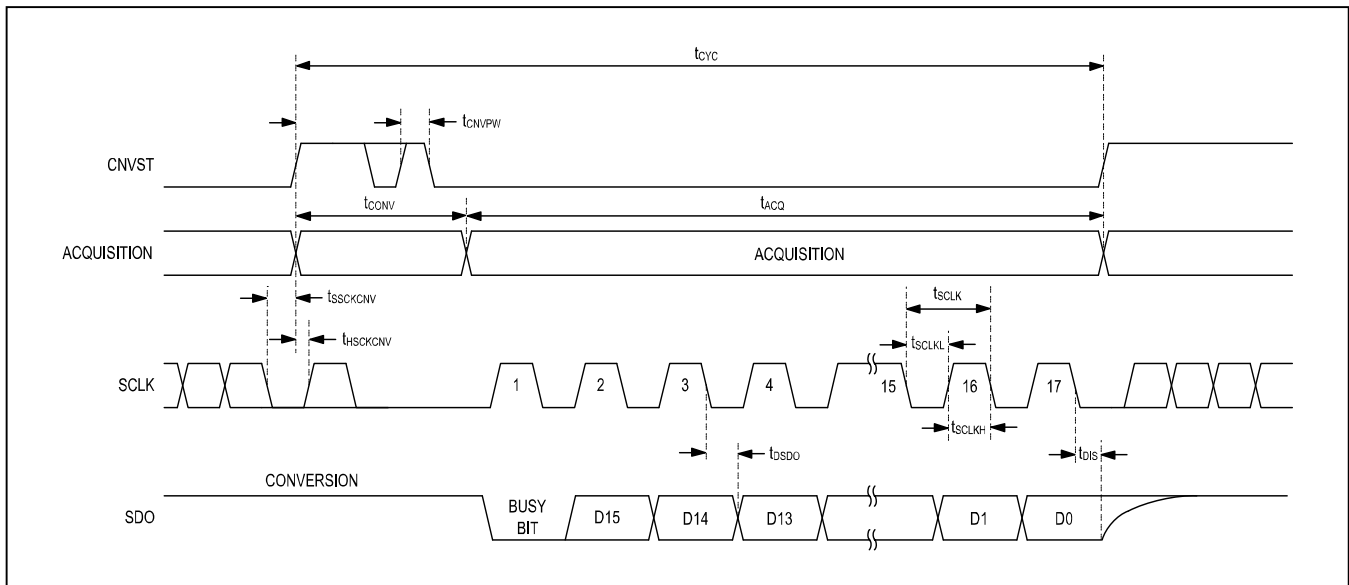 tCYC
tCNVPW
CNVST
tCONV
tACQ
ACQUISITION
ACQUISITION
tSSCKCNV
tHSCKCNV
tSCLK
tSCLKL
SCLK
1
2
3
4
15
16
17
tSCLKH
tDSDO
tDIS
CONVERSION
SDO
BUSY
BIT
D15
D14
D13
D1
D0